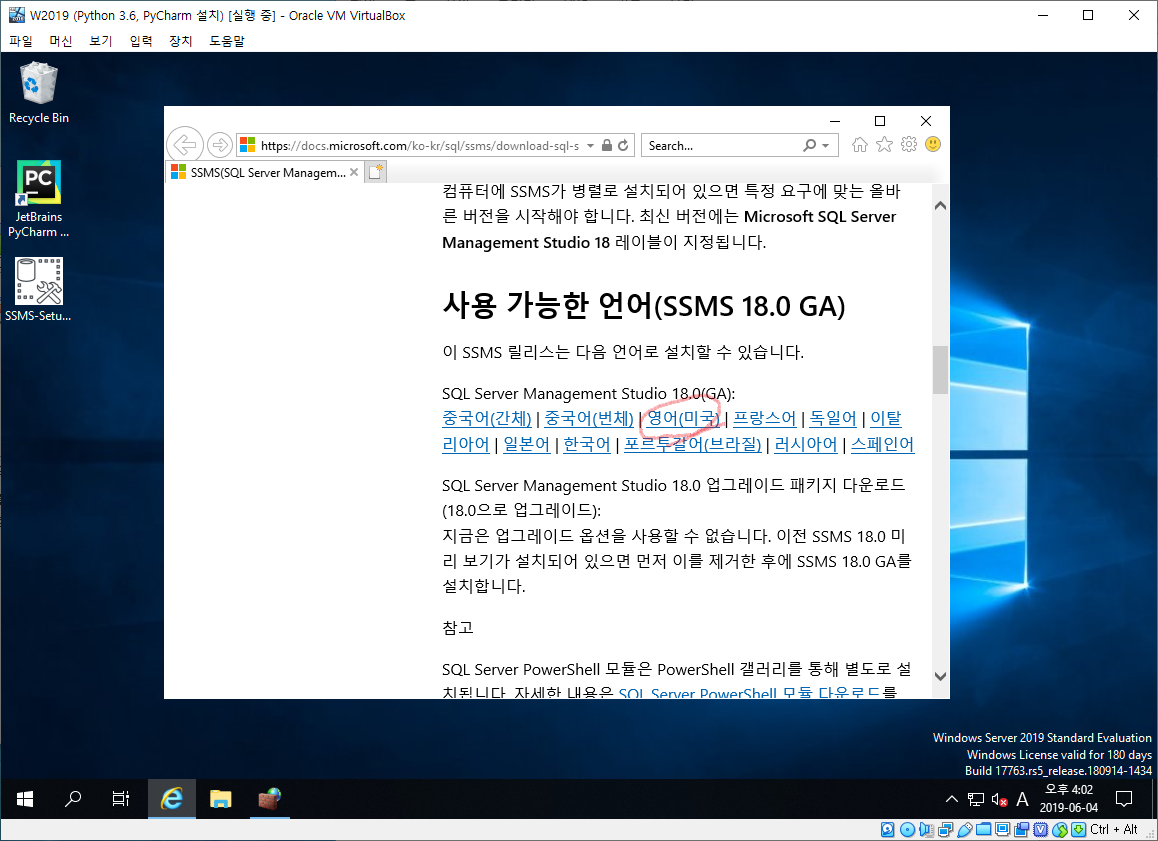 W2019 (Python 3.6, PyCharm 설치) [실행 중] - Oracle VM VirtualBox
파일 머신 보기 입력 장치 도움말
Recycle Bin
JetBrains
PyCharm ...
SSMS-Setu...
https://docs.microsoft.com/ko-kr/sql/ssms/download-sql-s
Search...
SSMS(SQL Server Managem...
컴퓨터에 SSMS가 병렬로 설치되어 있으면 특정 요구에 맞는 올바
른 버전을 시작해야 합니다. 최신 버전에는 Microsoft SQL Server
Management Studio 18 레이블이 지정됩니다.
사용 가능한 언어(SSMS 18.0 GA)
이 SSMS 릴리스는 다음 언어로 설치할 수 있습니다.
SQL Server Management Studio 18.0(GA):
중국어(간체) | 중국어(번체) | 영어(미국) | 프랑스어 | 독일어 | 이탈
리아어 | 일본어 | 한국어 | 포르투갈어(브라질) | 러시아어 | 스페인어
SQL Server Management Studio 18.0 업그레이드 패키지 다운로드
(18.0으로 업그레이드):
지금은 업그레이드 옵션을 사용할 수 없습니다. 이전 SSMS 18.0 미
리 보기가 설치되어 있으면 먼저 이를 제거한 후에 SSMS 18.0 GA를
설치합니다.
참고
SQL Server PowerShell 모듈은 PowerShell 갤러리를 통해 별도로 설
치됩니다. 자세한 내용은 SQL Server PowerShell 모듈 다운로드를
Windows Server 2019 Standard Evaluation
Windows License valid for 180 days
Build 17763.rs5_release.180914-1434
A
오후 4:02
2019-06-04
Ctrl + Alt